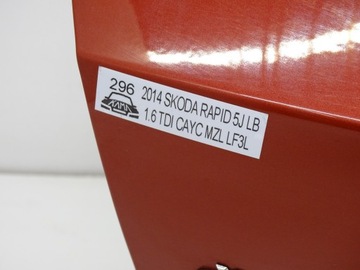 296
2014 SKODA RAPID 5J LB
1.6 TDI CAYC MZL LF3L